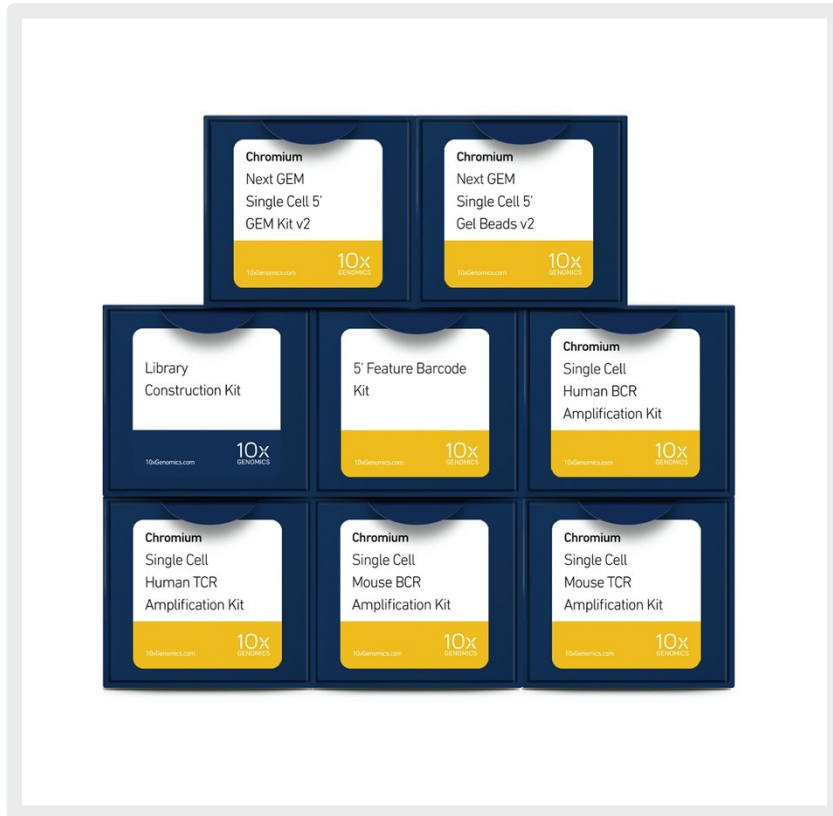 Chromium
Next GEM
Single Cell 5'
GEM Kit v2
10xGenomics.com
10x
GENOMICS
Chromium
Next GEM
Single Cell 5'
Gel Beads v2
10xGenomics.com
10x
GENOMICS
Library
Construction Kit
10xGenomics.com
10x
GENOMICS
5' Feature Barcode
Kit
10xGenomics.com
10x
GENOMICS
Chromium
Single Cell
Human BCR
Amplification Kit
10xGenomics.com
10x
GENOMICS
Chromium
Single Cell
Human TCR
Amplification Kit
10xGenomics.com
10x
GENOMICS
Chromium
Single Cell
Mouse BCR
Amplification Kit
10xGenomics.com
10x
GENOMICS
Chromium
Single Cell
Mouse TCR
Amplification Kit
10xGenomics.com
10x
GENOMICS